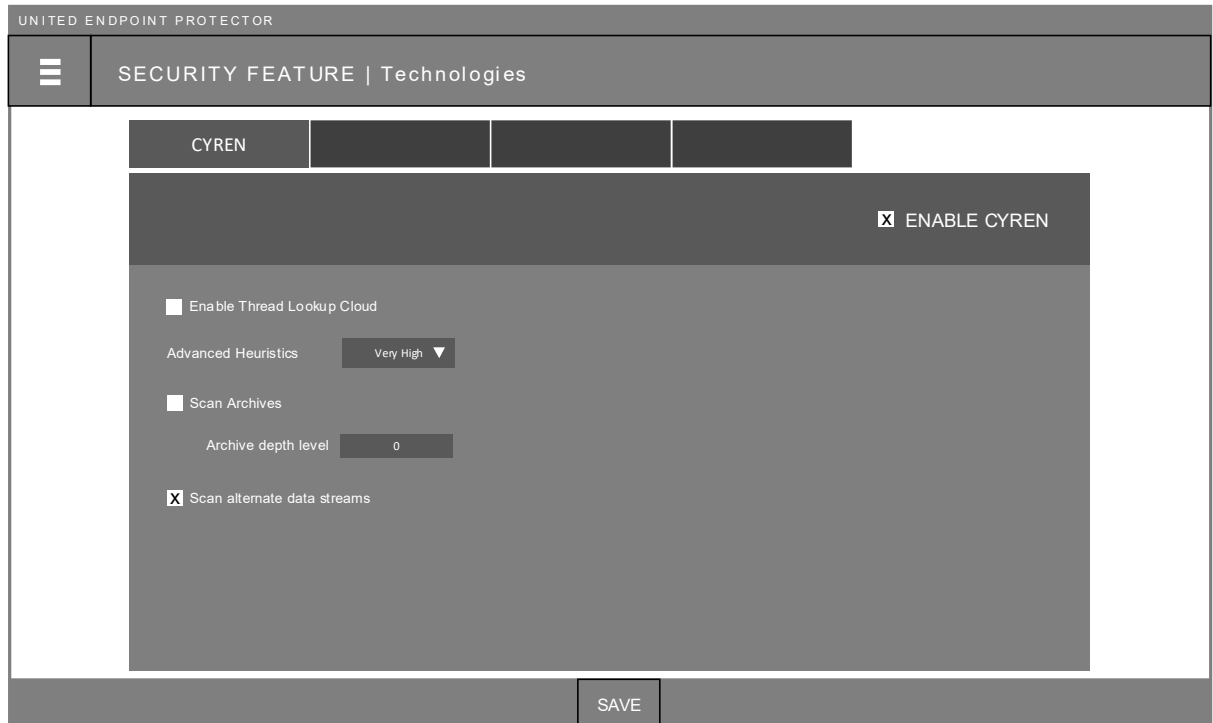 UNITED ENDPOINT PROTECTOR
SECURITY FEATURE | Technologies
CYREN
X ENABLE CYREN
Enable Thread Lookup Cloud
Advanced Heuristics Very High
Scan Archives
Archive depth level 0
X Scan alternate data streams
SAVE